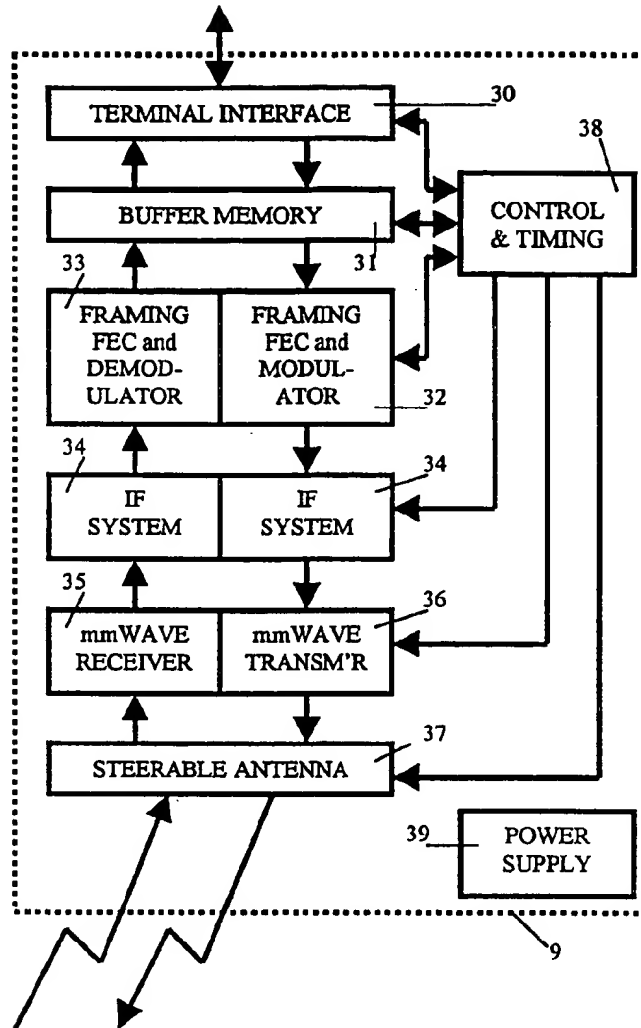 30
TERMINAL INTERFACE
38
BUFFER MEMORY
31
CONTROL
& TIMING
33
FRAMING
FEC and
DEMOD-
ULATOR
FRAMING
FEC and
MODUL-
ATOR
32
34
IF
SYSTEM
34
IF
SYSTEM
35
mmWAVE
RECEIVER
36
mmWAVE
TRANSM'R
37
STEERABLE ANTENNA
39
POWER
SUPPLY
9